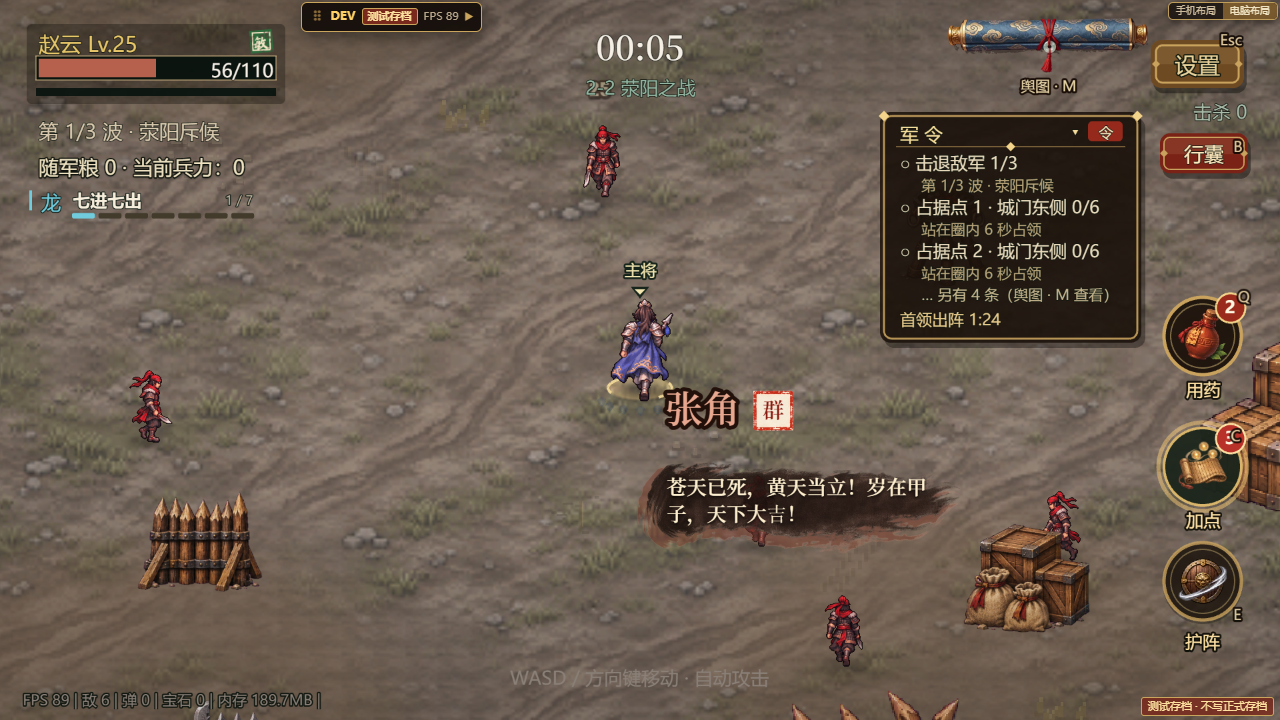 DEV 测试存档 FPS 89
手机布局 电脑布局
赵云 Lv.25
56/110
00:05
2-2 荥阳之战
第 1/3 波 · 荥阳斥候
随军粮 0 · 当前兵力: 0
龙 七进七出 1/7
舆图 · M
Esc
设置
击杀 0
行囊 B
军令 令
击退敌军 1/3
第 1/3 波 · 荥阳斥候
占据点 1 · 城门东侧 0/6
站在圈内 6 秒占领
占据点 2 · 城门东侧 0/6
站在圈内 6 秒占领
... 另有 4 条（舆图 · M 查看）
首领出阵 1:24
主将
张角 群
苍天已死，黄天当立！岁在甲
子，天下大吉！
2 Q
用药
C
加点
E
护阵
WASD / 方向键移动 · 自动攻击
FPS 89 | 敌 6 | 弹 0 | 宝石 0 | 内存 189.7MB |
测试存档 · 不写正式存档